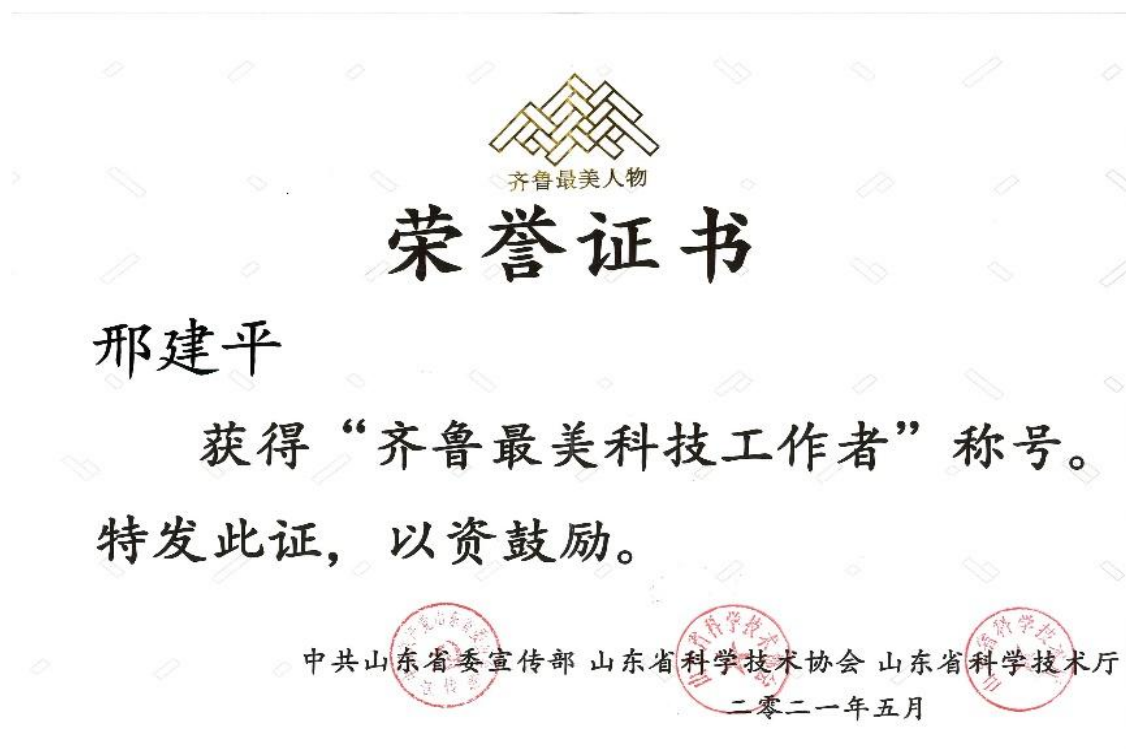 齐鲁最美人物
荣誉证书
邢建平
获得“齐鲁最美科技工作者”称号。
特发此证，以资鼓励。
中共山东省委宣传部 山东省科学技术协会 山东省科学技术厅
二零二一年五月